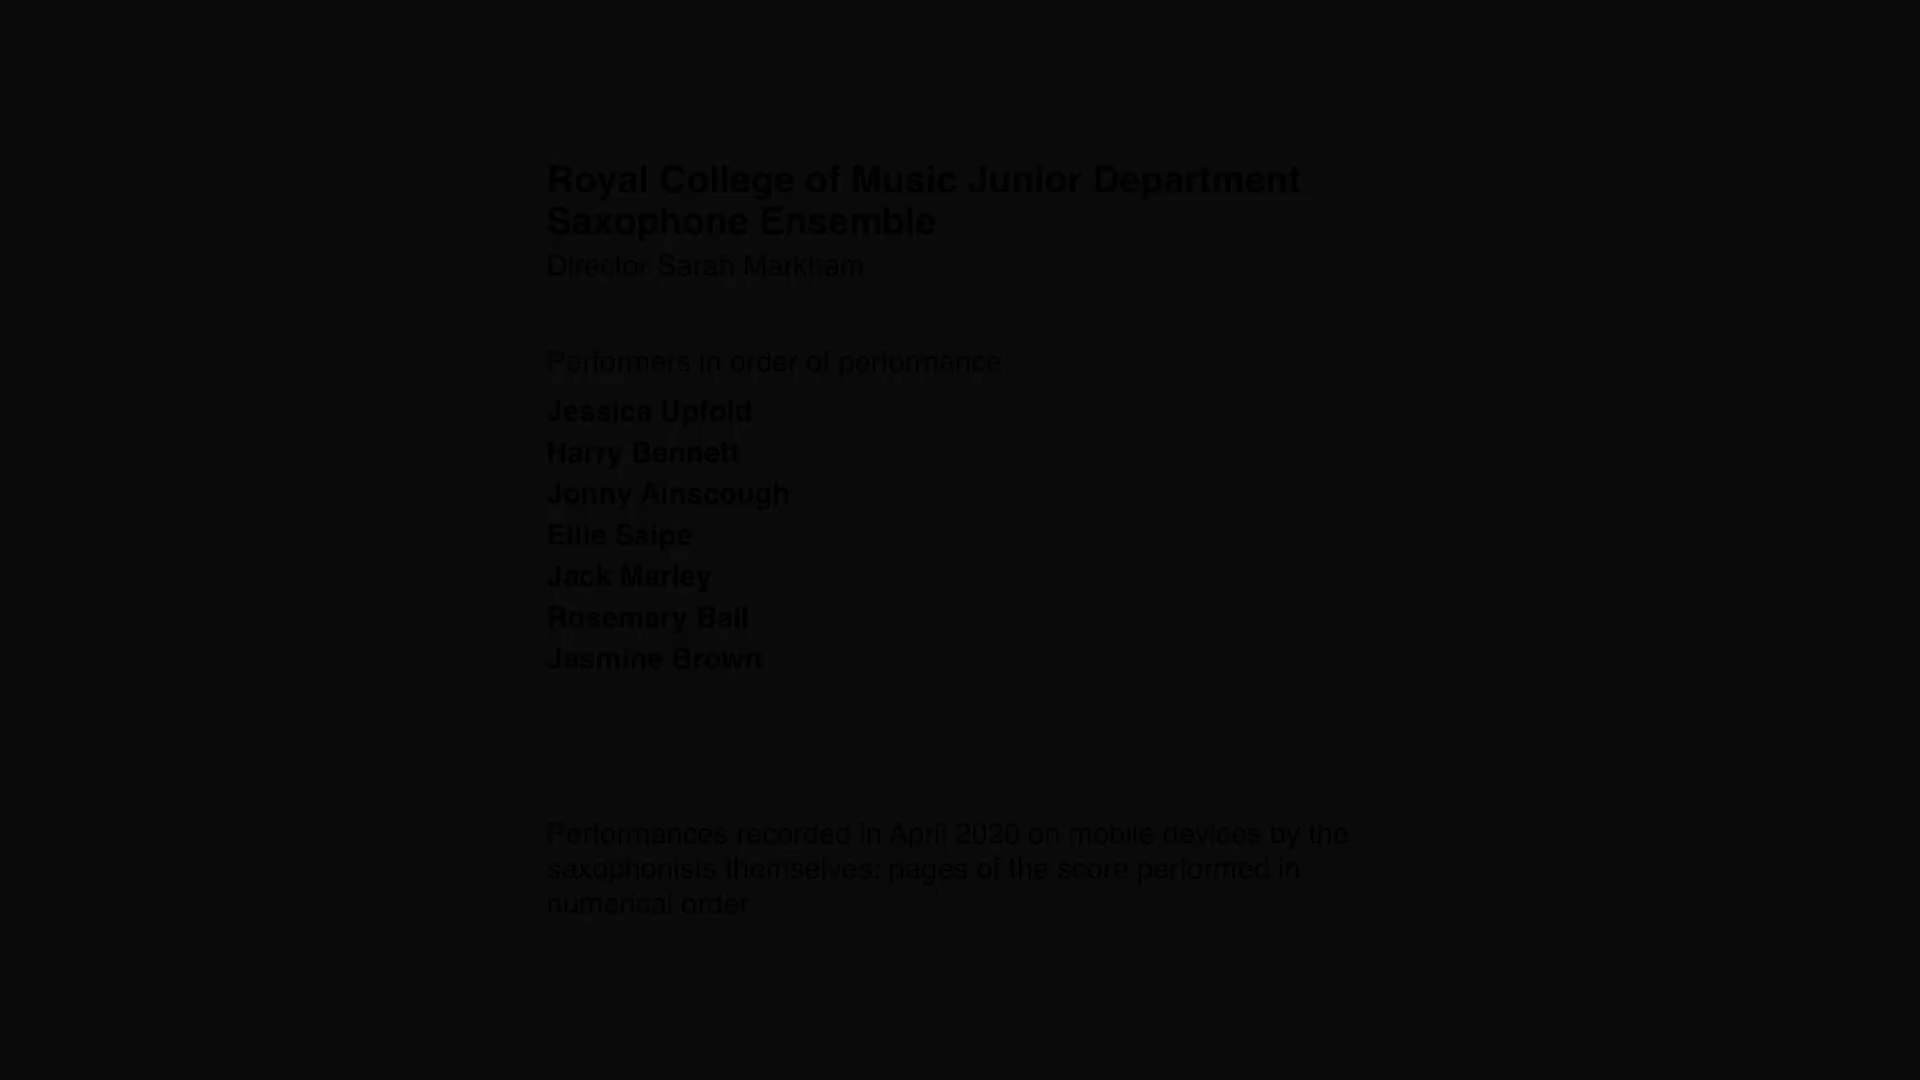 Royal College of Music Junior Department
Saxophone Ensemble
Director Sarah Markham
Performers in order of performance
Jessica Upfold
Harry Bennett
Jonny Ainscough
Ellie Saipe
Jack Marley
Rosemary Ball
Jasmine Brown
Performances recorded in April 2020 on mobile devices by the
saxophonists themselves; pages of the score performed in
numerical order